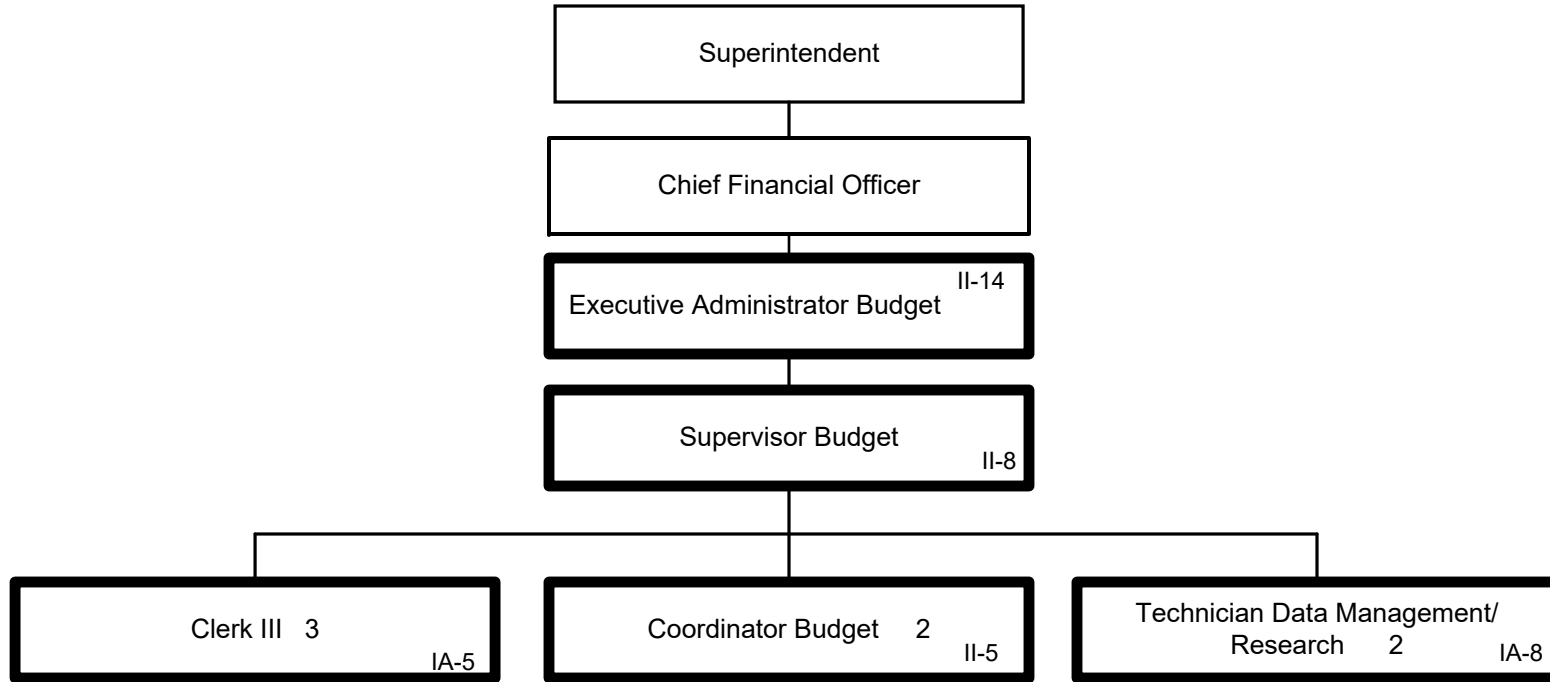 Superintendent
Chief Financial Officer
II-14
Executive Administrator Budget
Supervisor Budget
II-8
Clerk III 3
IA-5
Coordinator Budget 2
II-5
Technician Data Management/
Research 2
IA-8